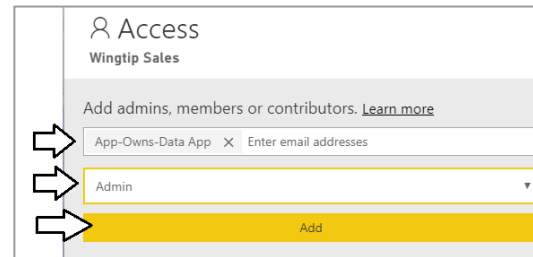 Access
Wingtip Sales
Add admins, members or contributors. Learn more
App-Owns-Data App × Enter email addresses
Admin
Add